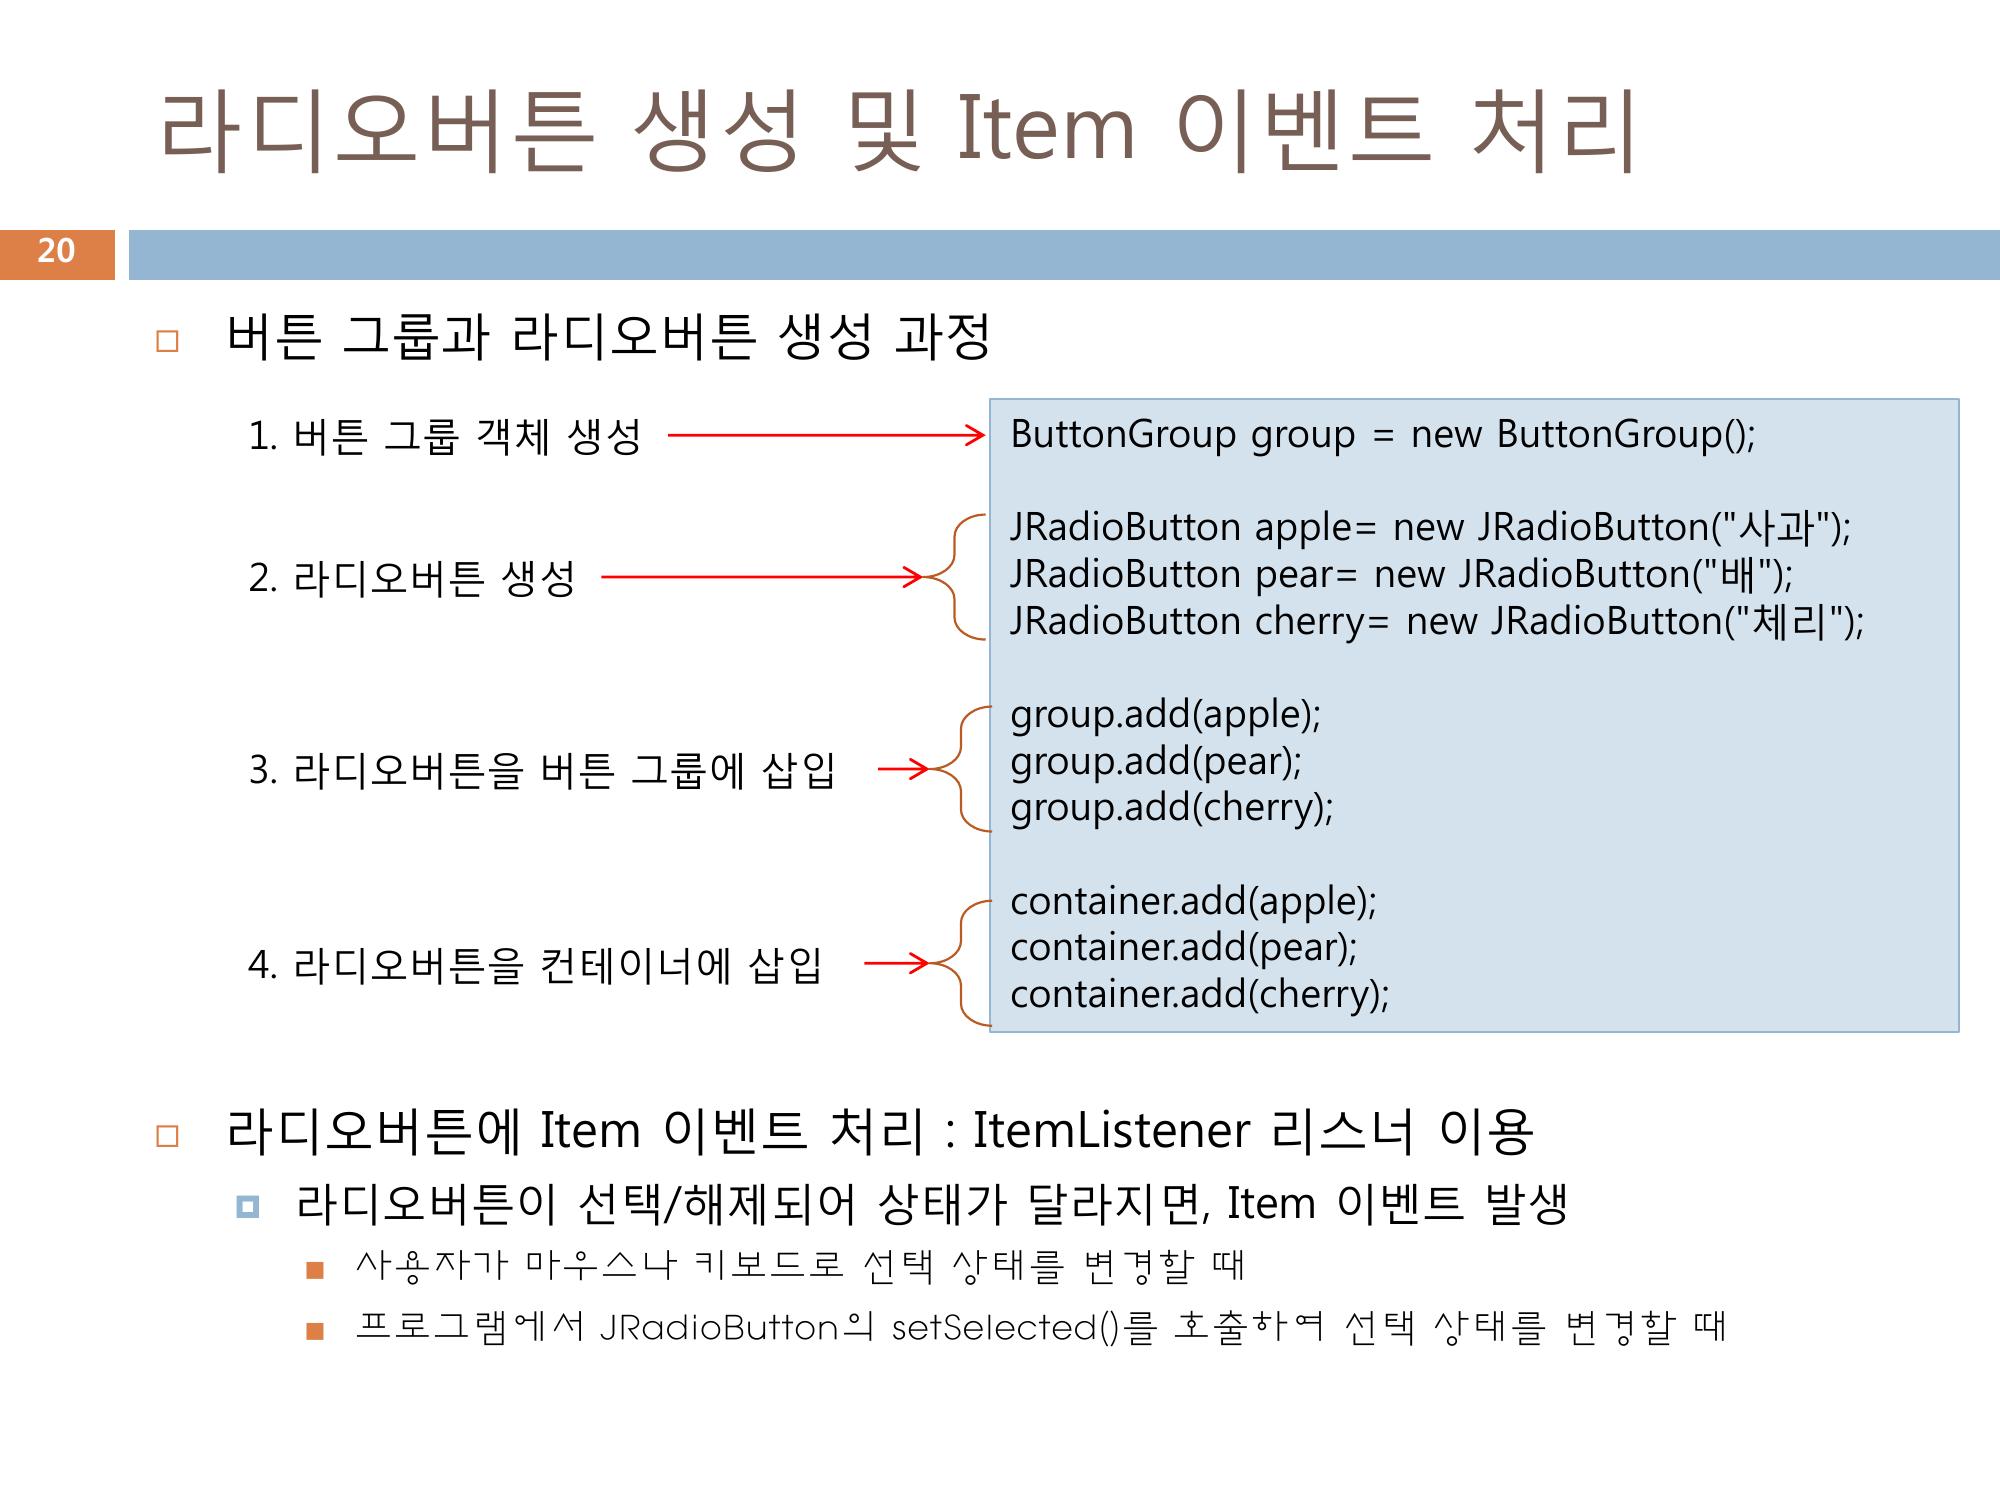 라디오버튼 생성 및 Item 이벤트 처리
20
버튼 그룹과 라디오버튼 생성 과정
1. 버튼 그룹 객체 생성
ButtonGroup group = new ButtonGroup();
2. 라디오버튼 생성
JRadioButton apple= new JRadioButton("사과");
JRadioButton pear= new JRadioButton("배");
JRadioButton cherry= new JRadioButton("체리");
3. 라디오버튼을 버튼 그룹에 삽입
group.add(apple);
group.add(pear);
group.add(cherry);
4. 라디오버튼을 컨테이너에 삽입
container.add(apple);
container.add(pear);
container.add(cherry);
라디오버튼에 Item 이벤트 처리 : ItemListener 리스너 이용
라디오버튼이 선택/해제되어 상태가 달라지면, Item 이벤트 발생
사용자가 마우스나 키보드로 선택 상태를 변경할 때
프로그램에서 JRadioButton의 setSelected()를 호출하여 선택 상태를 변경할 때